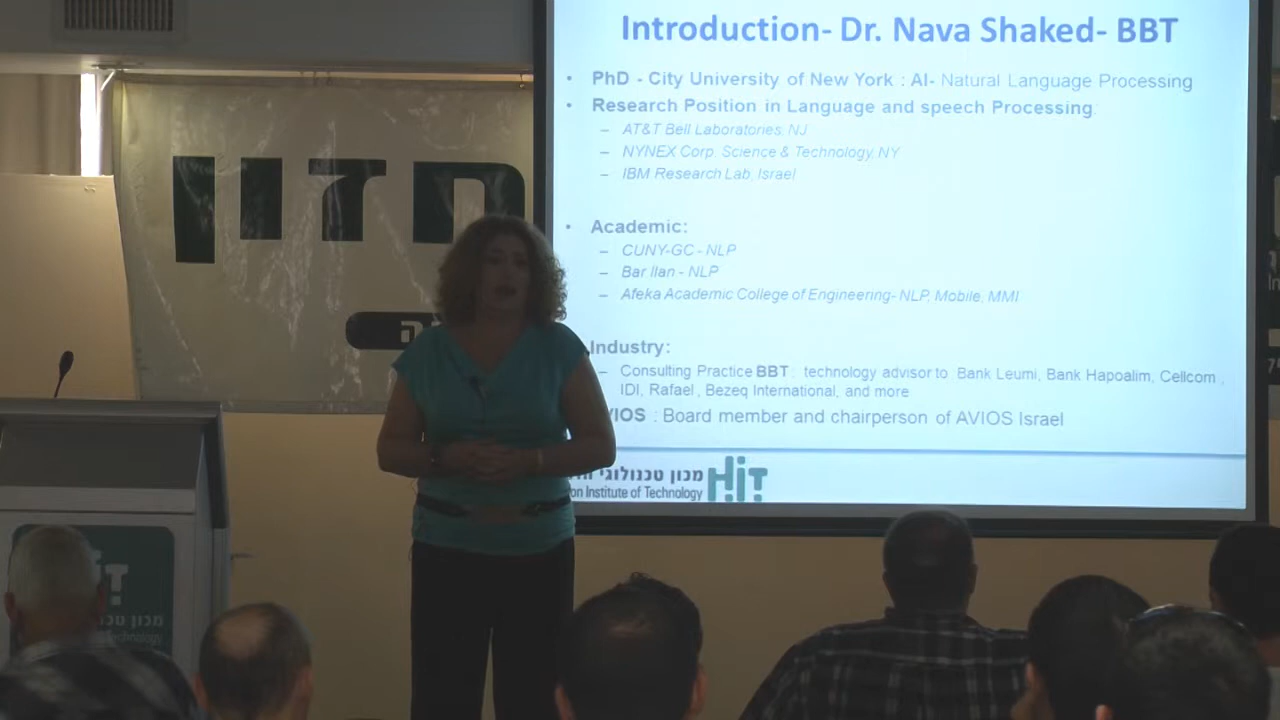 Introduction- Dr. Nava Shaked- BBT
• PhD - City University of New York : AI- Natural Language Processing
• Research Position in Language and speech Processing:
– AT&T Bell Laboratories, NJ
– NYNEX Corp. Science & Technology, NY
– IBM Research Lab, Israel
• Academic:
– CUNY-GC - NLP
– Bar Ilan - NLP
– Afeka Academic College of Engineering- NLP, Mobile, MMI
Industry:
– Consulting Practice BBT : technology advisor to Bank Leumi, Bank Hapoalim, Cellcom ,
IDI, Rafael , Bezeq International, and more
: Board member and chairperson of AVIOS Israel
מכון טכנולוגי
Institute of Technology
HiT
מכון
Technology